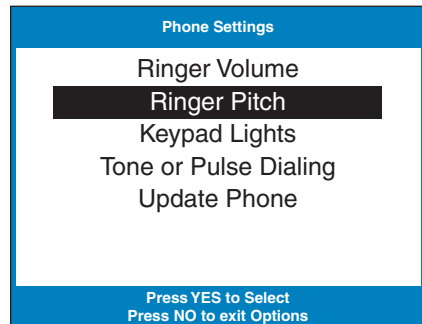 Phone Settings
Ringer Volume
Ringer Pitch
Keypad Lights
Tone or Pulse Dialing
Update Phone
Press YES to Select
Press NO to exit Options